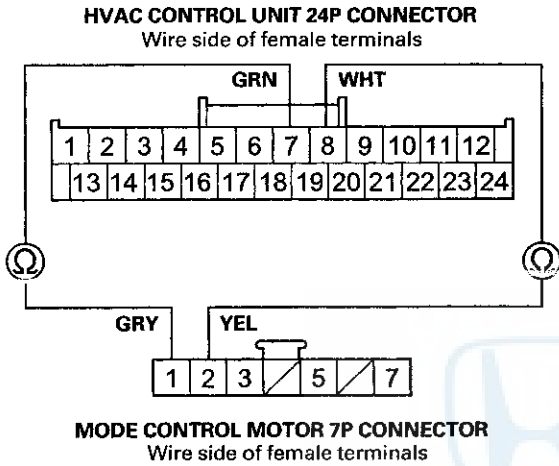 HVAC CONTROL UNIT 24P CONNECTOR
Wire side of female terminals
GRN WHT
1 2 3 4 5 6 7 8 9 10 11 12
13 14 15 16 17 18 19 20 21 22 23 24
Ω Ω
GRY YEL
1 2 3 5 7
MODE CONTROL MOTOR 7P CONNECTOR
Wire side of female terminals